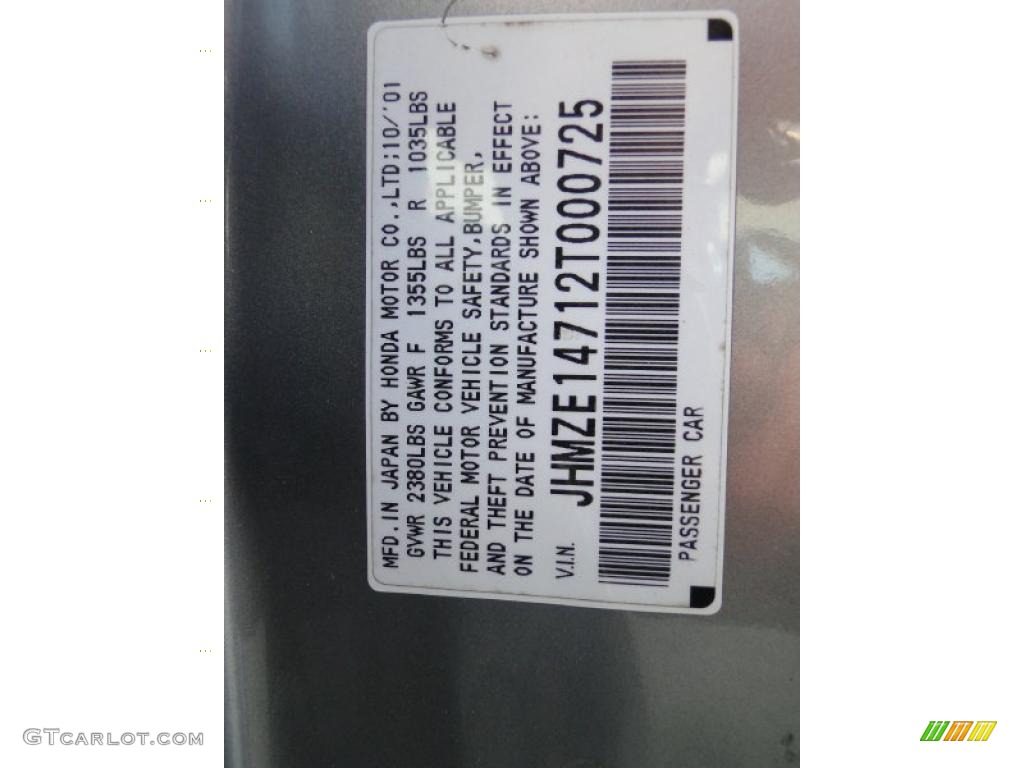 MFD.IN JAPAN BY HONDA MOTOR CO.,LTD;10/'01
GVWR 2380LBS GAWR F 1355LBS R 1035LBS
THIS VEHICLE CONFORMS TO ALL APPLICABLE
FEDERAL MOTOR VEHICLE SAFETY,BUMPER,
AND THEFT PREVENTION STANDARDS IN EFFECT
ON THE DATE OF MANUFACTURE SHOWN ABOVE:
V.I.N. JHMZE14712T000725
PASSENGER CAR
GTCARLOT.COM